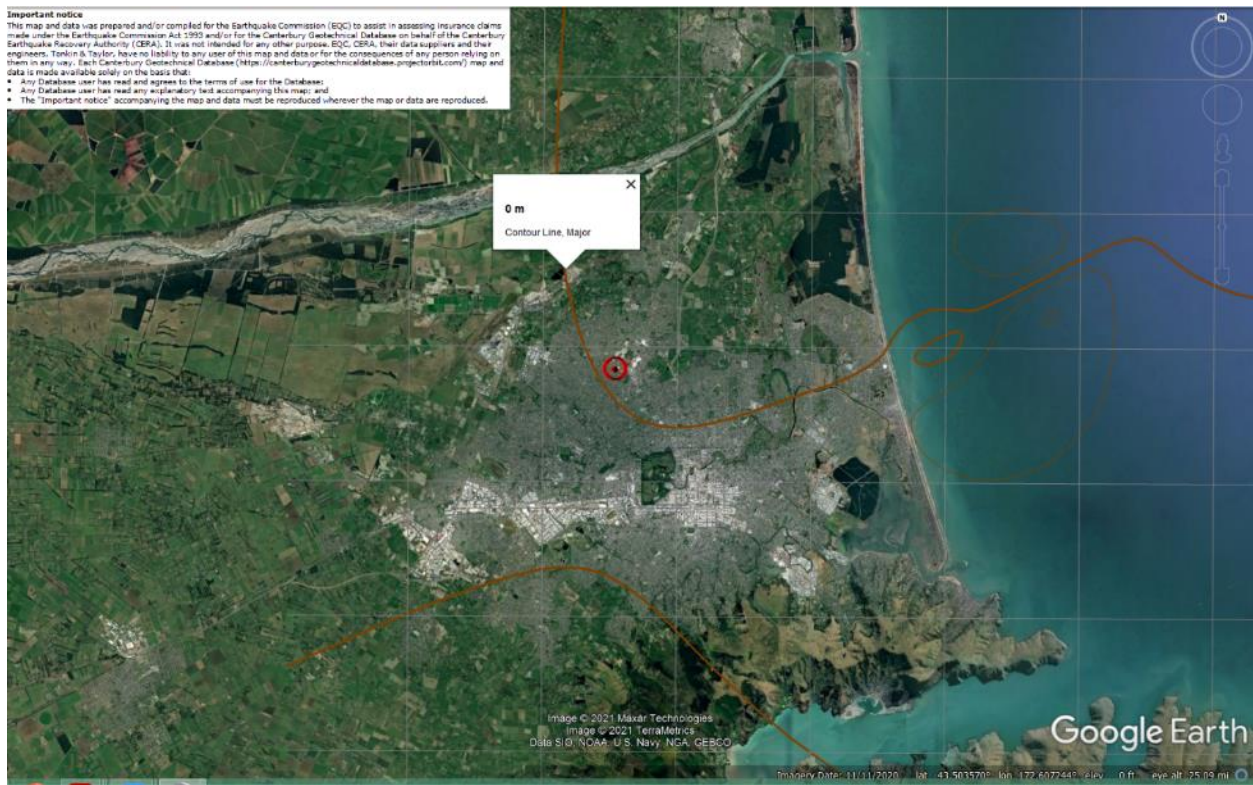 Important notice
This map and data was prepared and/or compiled for the Earthquake Commission (EQC) to assist in assessing insurance claims
made under the Earthquake Commission Act 1993 and/or for the Canterbury Geotechnical Database on behalf of the Canterbury
Earthquake Recovery Authority (CERA). It was not intended for any other purpose. EQC, CERA, their data suppliers and their
engineers, Tonkin & Taylor, have no liability to any user of this map and data or for the consequences of any person relying on
them in any way. Each Canterbury Geotechnical Database (https://canterburygeotechnicaldatabase.projectorbit.com/) map and
data is made available solely on the basis that:
• Any Database user has read and agrees to the terms of use for the Database;
• Any Database user has read any explanatory text accompanying this map; and
• The "Important notice" accompanying the map and data must be reproduced wherever the map or data are reproduced.
N
0 m
Contour Line, Major
Image © 2021 Maxar Technologies
Image © 2021 TerraMetrics
Data SIO, NOAA, U.S. Navy, NGA, GEBCO
Google Earth
Imagery Date: 11/11/2020 lat -43.503570° lon 172.607244° elev 0 ft eye alt 25.09 mi